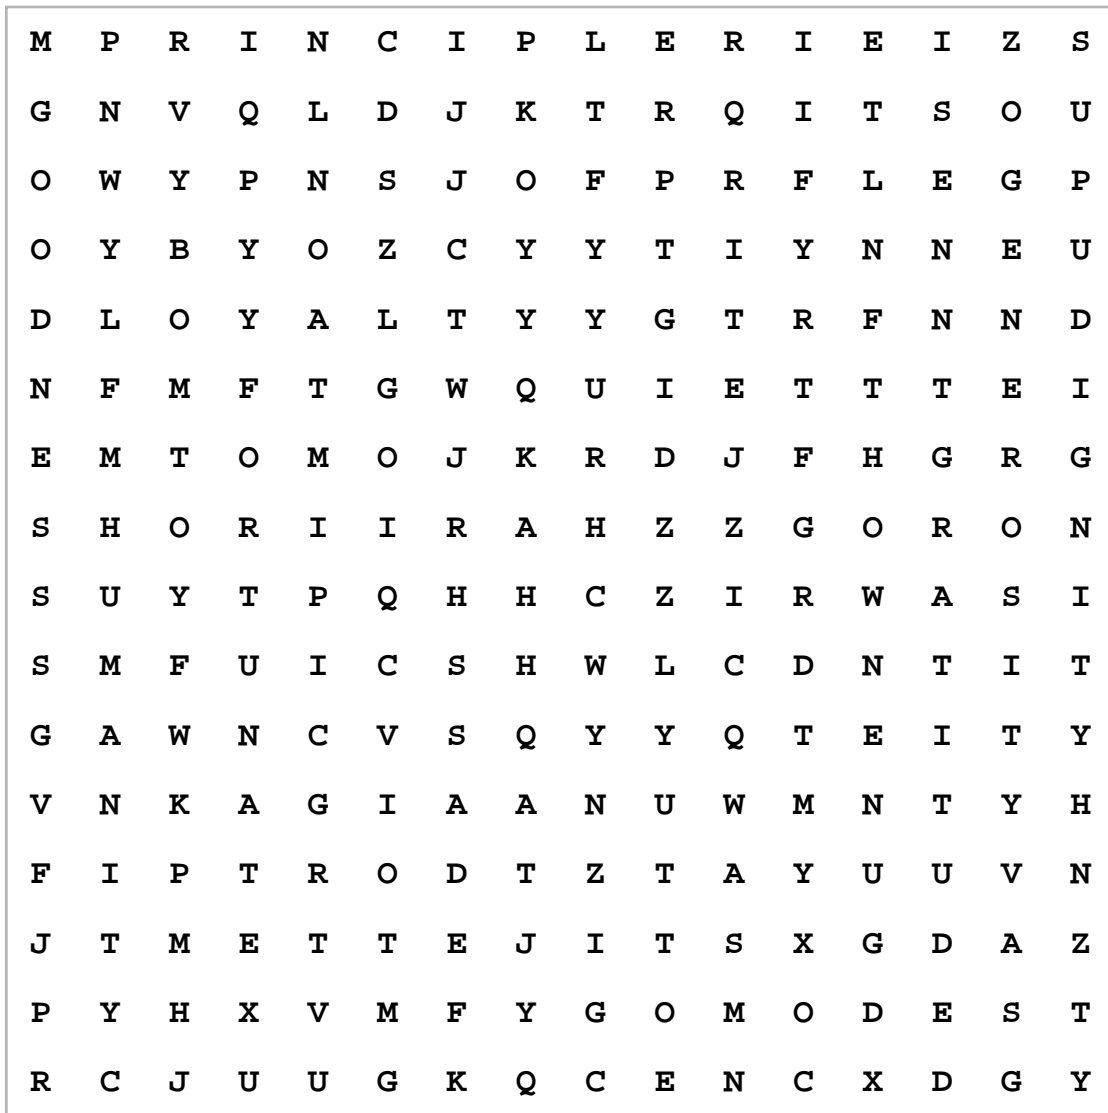 M P R I N C I P L E R I E I Z S
G N V Q L D J K T R Q I T S O U
O W Y P N S J O F P R F L E G P
O Y B Y O Z C Y Y T I Y N N E U
D L O Y A L T Y Y G T R F N N D
N F M F T G W Q U I E T T T E I
E M T O M O J K R D J F H G R G
S H O R I I R A H Z Z G O R O N
S U Y T P Q H H C Z I R W A S I
S M F U I C S H W L C D N T I T
G A W N C V S Q Y Y Q T E I T Y
V N K A G I A A N U W M N T Y H
F I P T R O D T Z T A Y U U V N
J T M E T T E J I T S X G D A Z
P Y H X V M F Y G O M O D E S T
R C J U U G K Q C E N C X D G Y